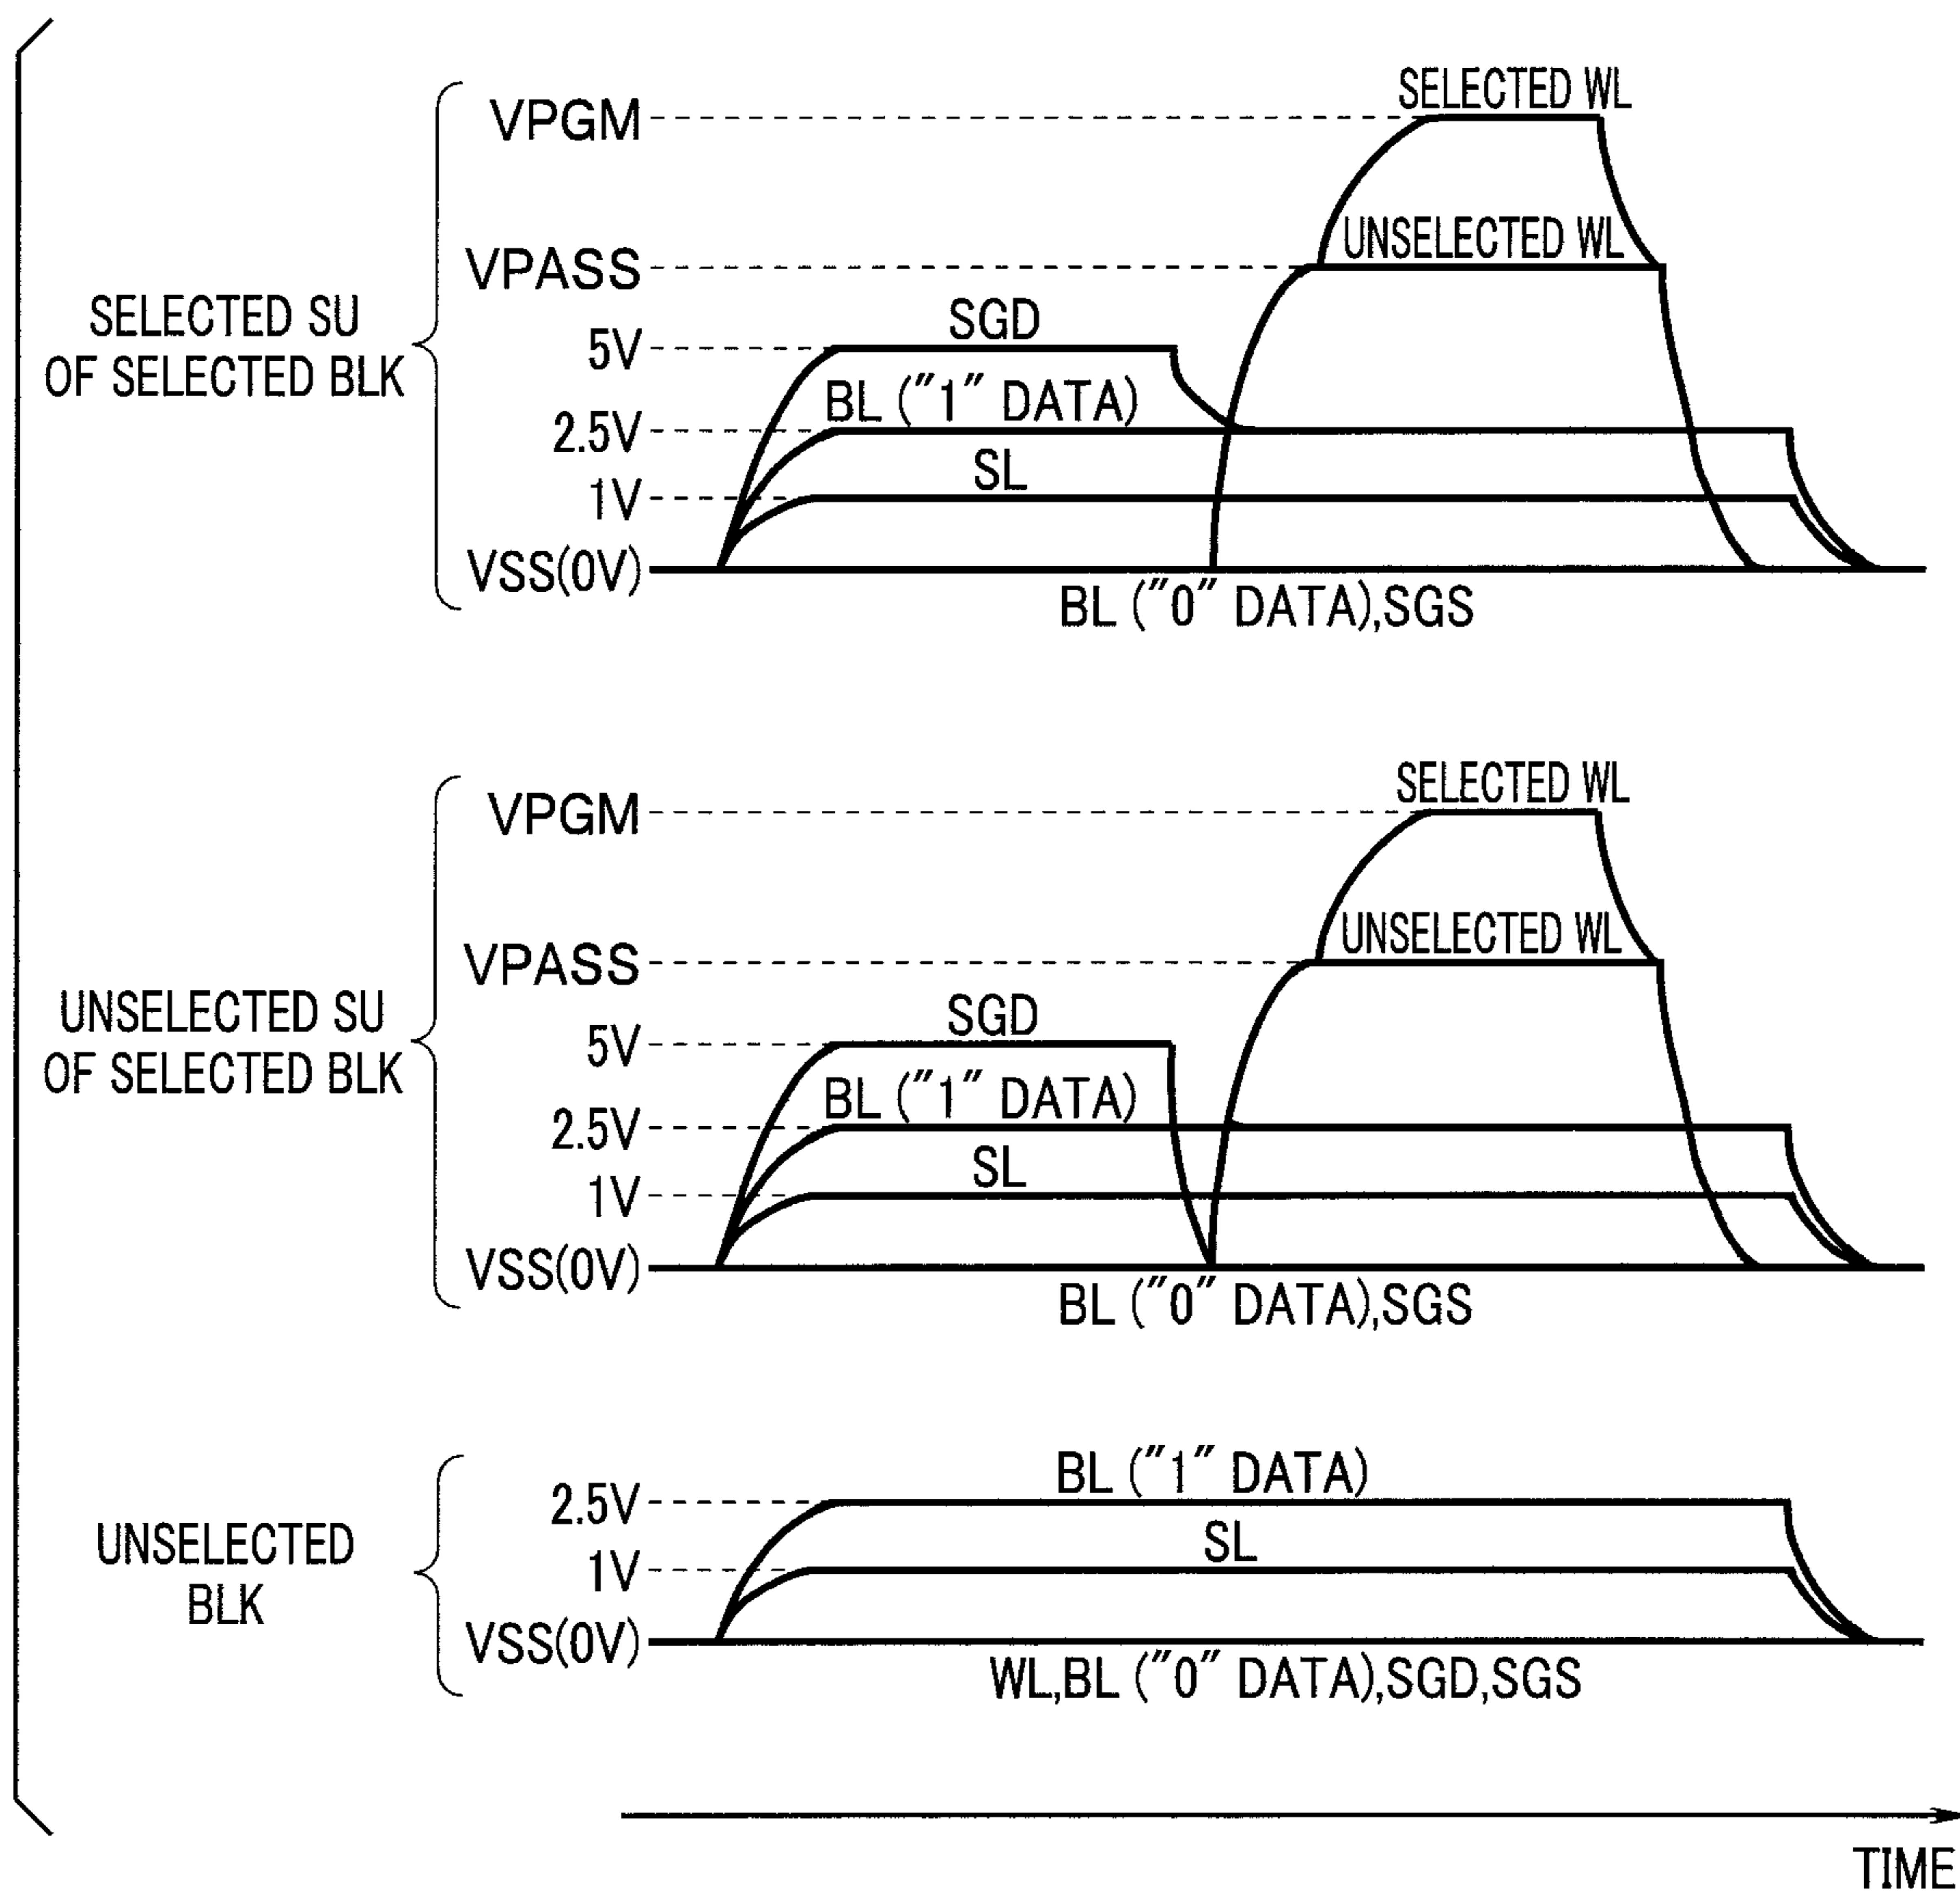 SELECTED WL
VPGM
UNSELECTED WL
VPASS
SELECTED SU
OF SELECTED BLK
SGD
5V
BL ("1" DATA)
2.5V
SL
1V
VSS(0V)
BL ("0" DATA),SGS
SELECTED WL
VPGM
UNSELECTED WL
VPASS
UNSELECTED SU
OF SELECTED BLK
SGD
5V
BL ("1" DATA)
2.5V
SL
1V
VSS(0V)
BL ("0" DATA),SGS
BL ("1" DATA)
2.5V
UNSELECTED
BLK
SL
1V
VSS(0V)
WL,BL ("0" DATA),SGD,SGS
TIME